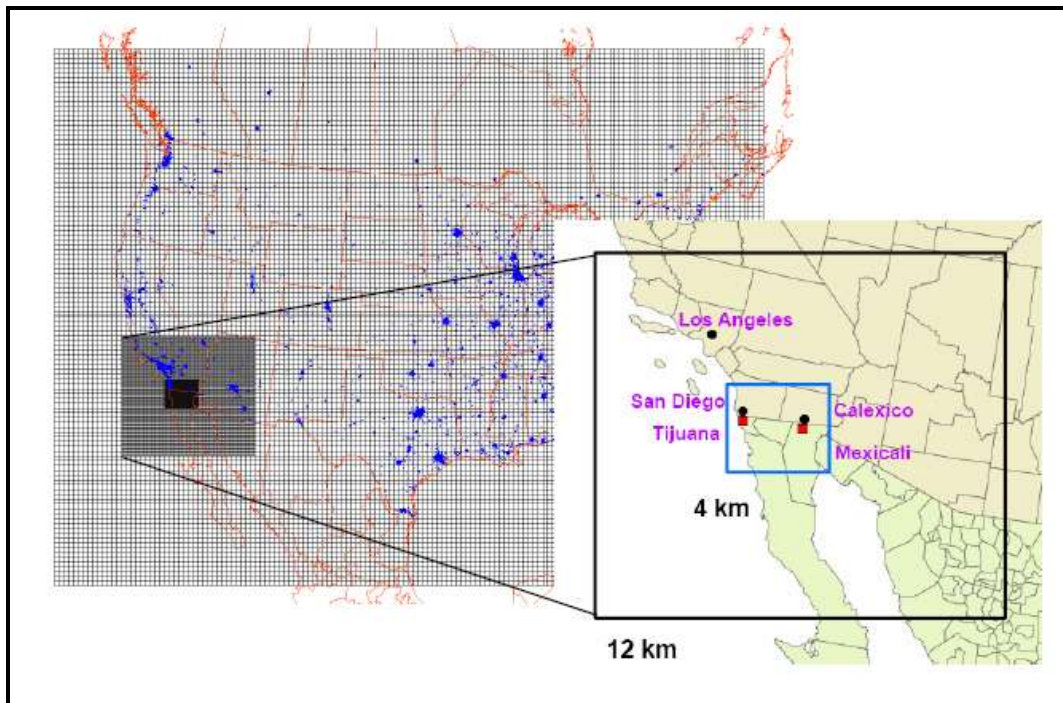 Los Angeles
San Diego
Calexico
Tijuana
Mexicali
4 km
12 km